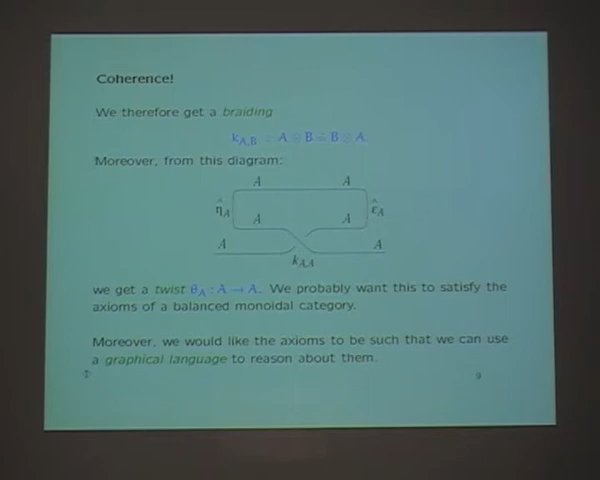 Coherence!
We therefore get a braiding
k_{A,B} : A ⊗ B ≅ B ⊗ A.
Moreover, from this diagram:
A A
η̂_A A A ε̂_A
A A
k_{A,A}
we get a twist θ_A : A → A. We probably want this to satisfy the
axioms of a balanced monoidal category.
Moreover, we would like the axioms to be such that we can use
a graphical language to reason about them.
9